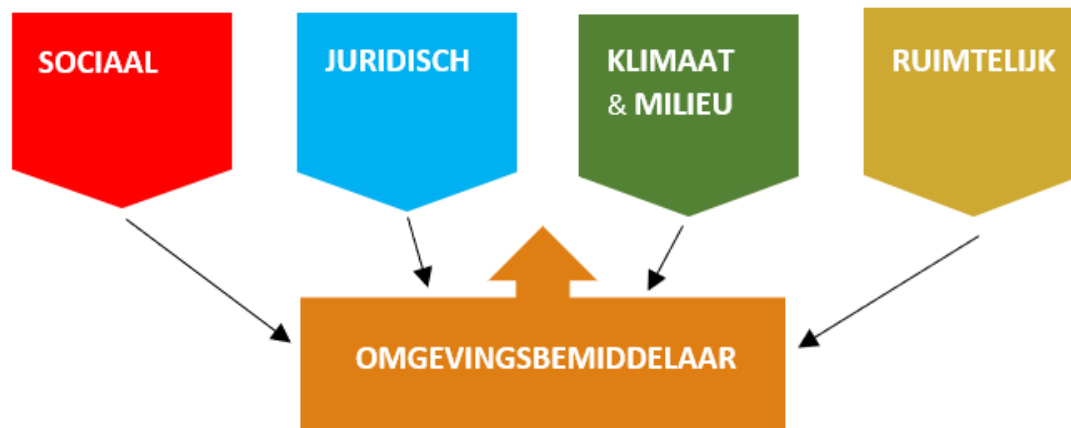 SOCIAAL
JURIDISCH
KLIMAAT
& MILIEU
RUIMTELIJK
OMGEVINGSBEMIDDELAAR